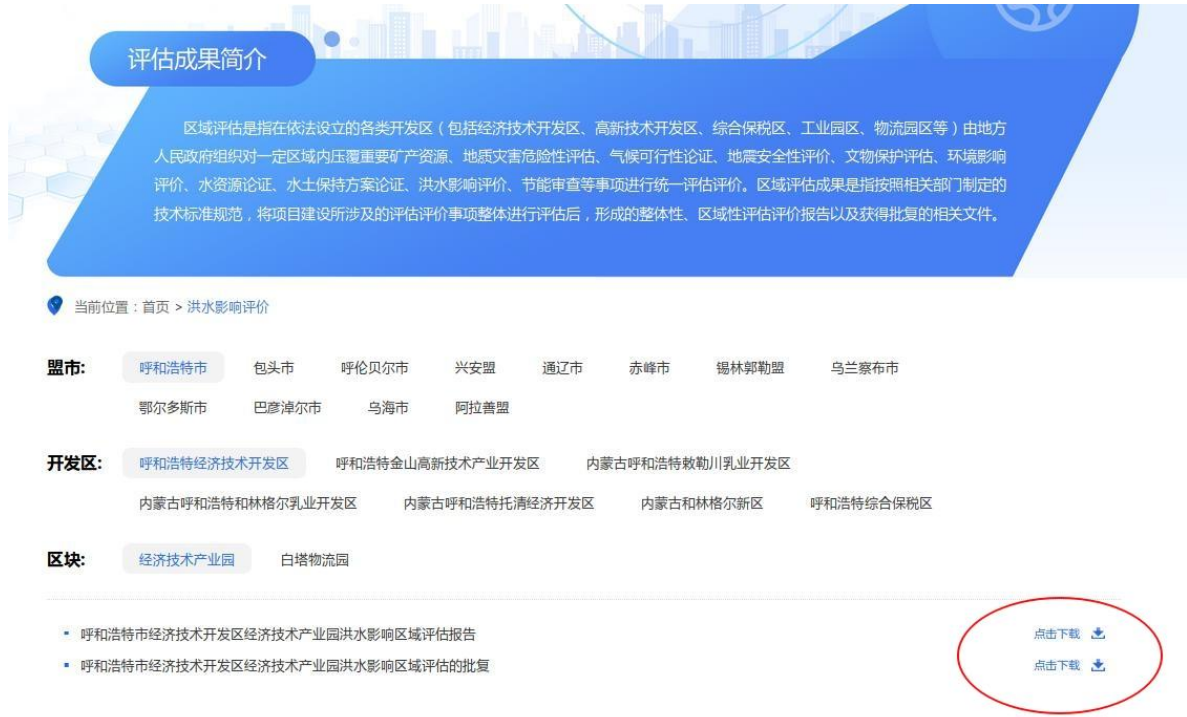 评估成果简介
区域评估是指在依法设立的各类开发区（包括经济技术开发区、高新技术开发区、综合保税区、工业园区、物流园区等）由地方
人民政府组织对一定区域内压覆重要矿产资源、地质灾害危险性评估、气候可行性论证、地震安全性评价、文物保护评估、环境影响
评价、水资源论证、水土保持方案论证、洪水影响评价、节能审查等事项进行统一评估评价。区域评估成果是指按照相关部门制定的
技术标准规范，将项目建设所涉及的评估评价事项整体进行评估后，形成的整体性、区域性评估评价报告以及获得批复的相关文件。
当前位置：首页 > 洪水影响评价
盟市: 呼和浩特市 包头市 呼伦贝尔市 兴安盟 通辽市 赤峰市 锡林郭勒盟 乌兰察布市
鄂尔多斯市 巴彦淖尔市 乌海市 阿拉善盟
开发区: 呼和浩特经济技术开发区 呼和浩特金山高新技术产业开发区 内蒙古呼和浩特敕勒川乳业开发区
内蒙古呼和浩特和林格尔乳业开发区 内蒙古呼和浩特托清经济开发区 内蒙古和林格尔新区 呼和浩特综合保税区
区块: 经济技术产业园 白塔物流园
呼和浩特市经济技术开发区经济技术产业园洪水影响区域评估报告 点击下载
呼和浩特市经济技术开发区经济技术产业园洪水影响区域评估的批复 点击下载